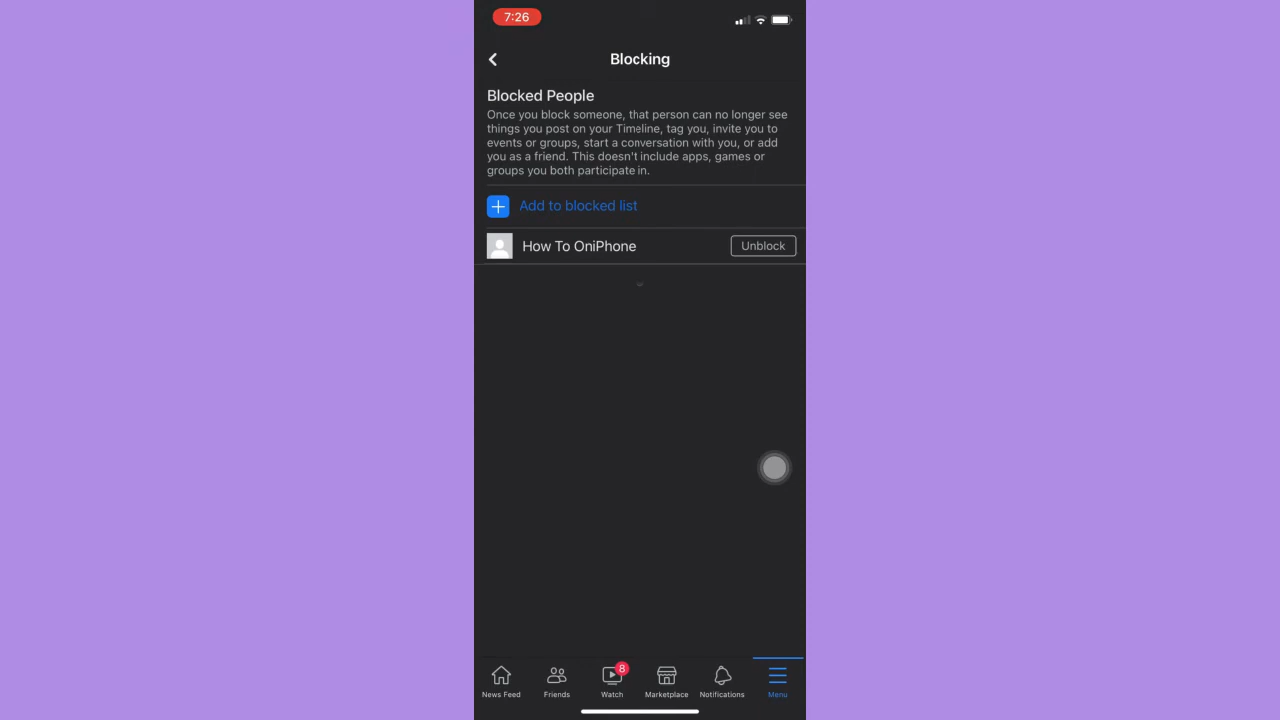 7:26
Blocking
Blocked People
Once you block someone, that person can no longer see
things you post on your Timeline, tag you, invite you to
events or groups, start a conversation with you, or add
you as a friend. This doesn't include apps, games or
groups you both participate in.
Add to blocked list
How To OniPhone
Unblock
8
News Feed
Friends
Watch
Marketplace
Notifications
Menu